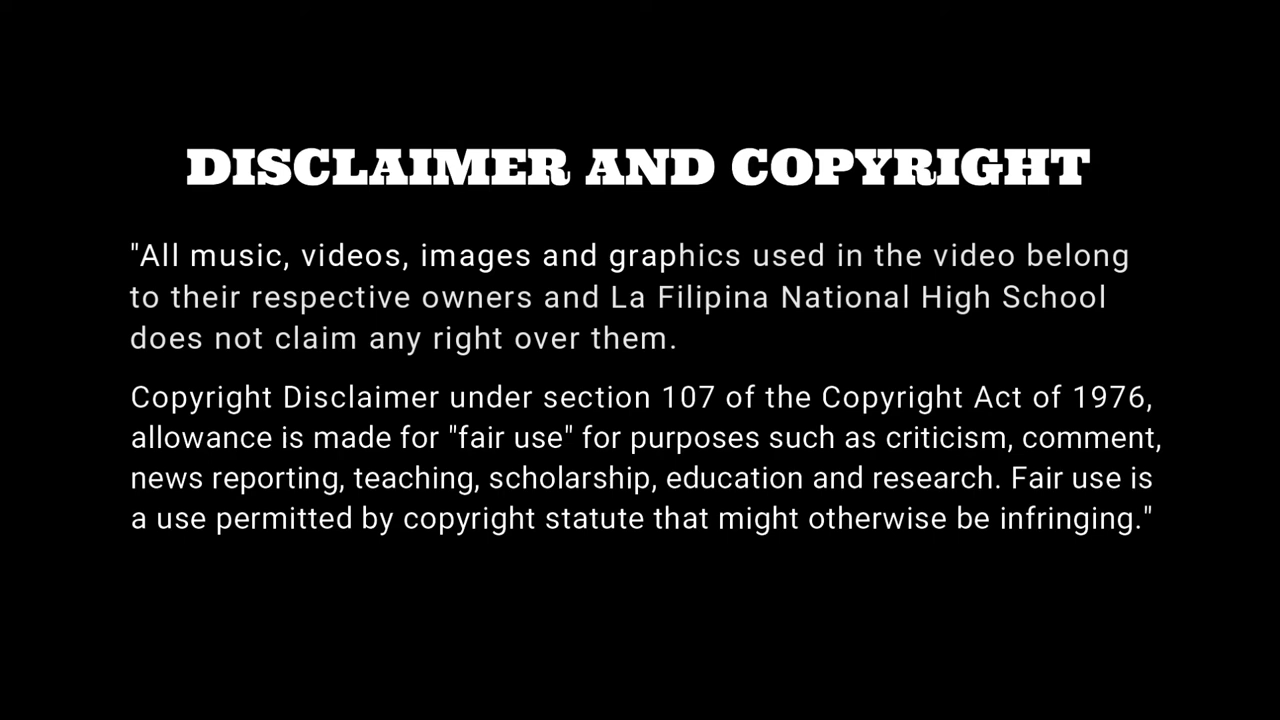 DISCLAIMER AND COPYRIGHT
"All music, videos, images and graphics used in the video belong
to their respective owners and La Filipina National High School
does not claim any right over them.
Copyright Disclaimer under section 107 of the Copyright Act of 1976,
allowance is made for "fair use" for purposes such as criticism, comment,
news reporting, teaching, scholarship, education and research. Fair use is
a use permitted by copyright statute that might otherwise be infringing."